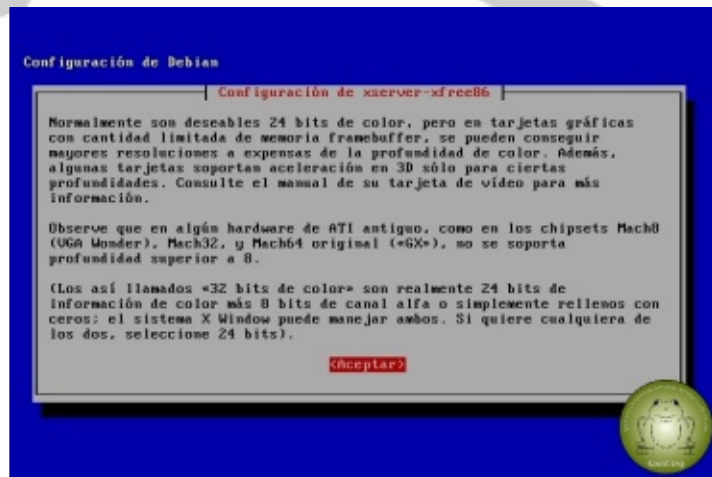 Configuración de Debian
Configuración de xserver-xfree86
Normalmente son deseables 24 bits de color, pero en tarjetas gráficas
con cantidad limitada de memoria framebuffer, se pueden conseguir
mayores resoluciones a expensas de la profundidad de color. Además,
algunas tarjetas soportan aceleración en 3D sólo para ciertas
profundidades. Consulte el manual de su tarjeta de vídeo para más
información.
Observe que en algún hardware de ATI antiguo, como en los chipsets Mach8
(VGA Wonder), Mach32, y Mach64 original («GX»), no se soporta
profundidad superior a 8.
(Los así llamados «32 bits de color» son realmente 24 bits de
información de color más 8 bits de canal alfa o simplemente rellenos con
ceros; el sistema X Window puede manejar ambos. Si quiere cualquiera de
los dos, seleccione 24 bits).
<Aceptar>